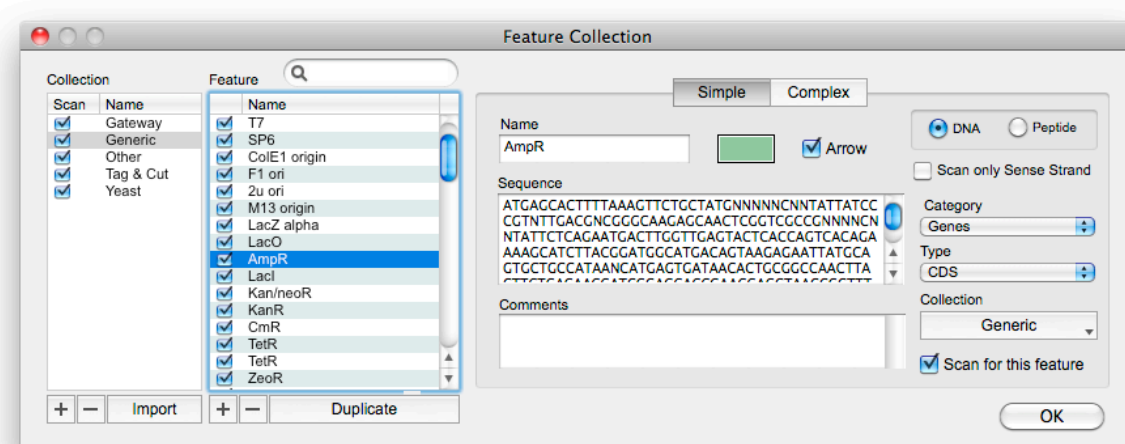 Feature Collection
Collection
Scan Name
Gateway
Generic
Other
Tag & Cut
Yeast
Import
Feature
Name
T7
SP6
ColE1 origin
F1 ori
2u ori
M13 origin
LacZ alpha
LacO
AmpR
LacI
Kan/neoR
KanR
CmR
TetR
TetR
ZeoR
Duplicate
Simple Complex
Name
AmpR
Arrow
Sequence
ATGAGCACTTTTAAAGTTCTGCTATGNNNNNCNNTATTATCC
CGTNTTGACGNCGGGCAAGAGCAACTCGGTCGCCGNNNNCN
NTATTCTCAGAATGACTTGGTTGAGTACTCACCAGTCACAGA
AAAGCATCTTACGGATGGCATGACAGTAAGAGAATTATGCA
GTGCTGCCATAANCATGAGTGATAACACTGCGGCCAACTTA
Comments
DNA Peptide
Scan only Sense Strand
Category
Genes
Type
CDS
Collection
Generic
Scan for this feature
OK